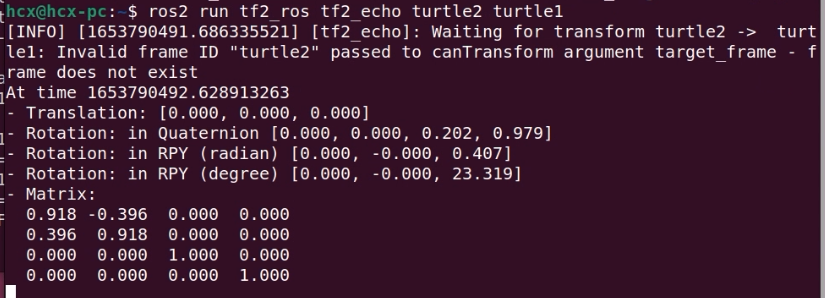 hcx@hcx-pc:~$ ros2 run tf2_ros tf2_echo turtle2 turtle1
[INFO] [1653790491.686335521] [tf2_echo]: Waiting for transform turtle2 ->  turt
le1: Invalid frame ID "turtle2" passed to canTransform argument target_frame - f
rame does not exist
At time 1653790492.628913263
- Translation: [0.000, 0.000, 0.000]
- Rotation: in Quaternion [0.000, 0.000, 0.202, 0.979]
- Rotation: in RPY (radian) [0.000, -0.000, 0.407]
- Rotation: in RPY (degree) [0.000, -0.000, 23.319]
- Matrix:
  0.918 -0.396  0.000  0.000
  0.396  0.918  0.000  0.000
  0.000  0.000  1.000  0.000
  0.000  0.000  0.000  1.000